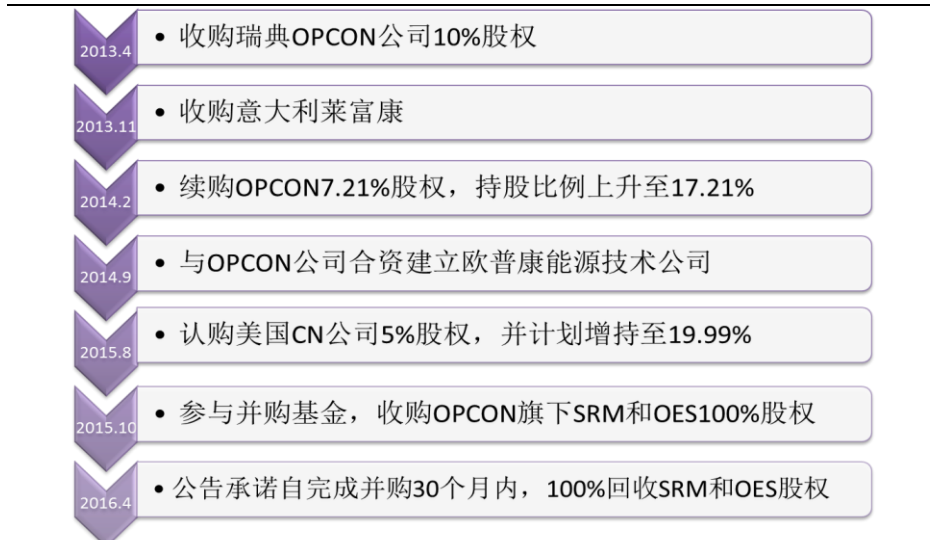 2013.4
• 收购瑞典OPCON公司10%股权
2013.11
• 收购意大利莱富康
2014.2
• 续购OPCON7.21%股权，持股比例上升至17.21%
2014.9
• 与OPCON公司合资建立欧普康能源技术公司
2015.8
• 认购美国CN公司5%股权，并计划增持至19.99%
2015.10
• 参与并购基金，收购OPCON旗下SRM和OES100%股权
2016.4
• 公告承诺自完成并购30个月内，100%回收SRM和OES股权